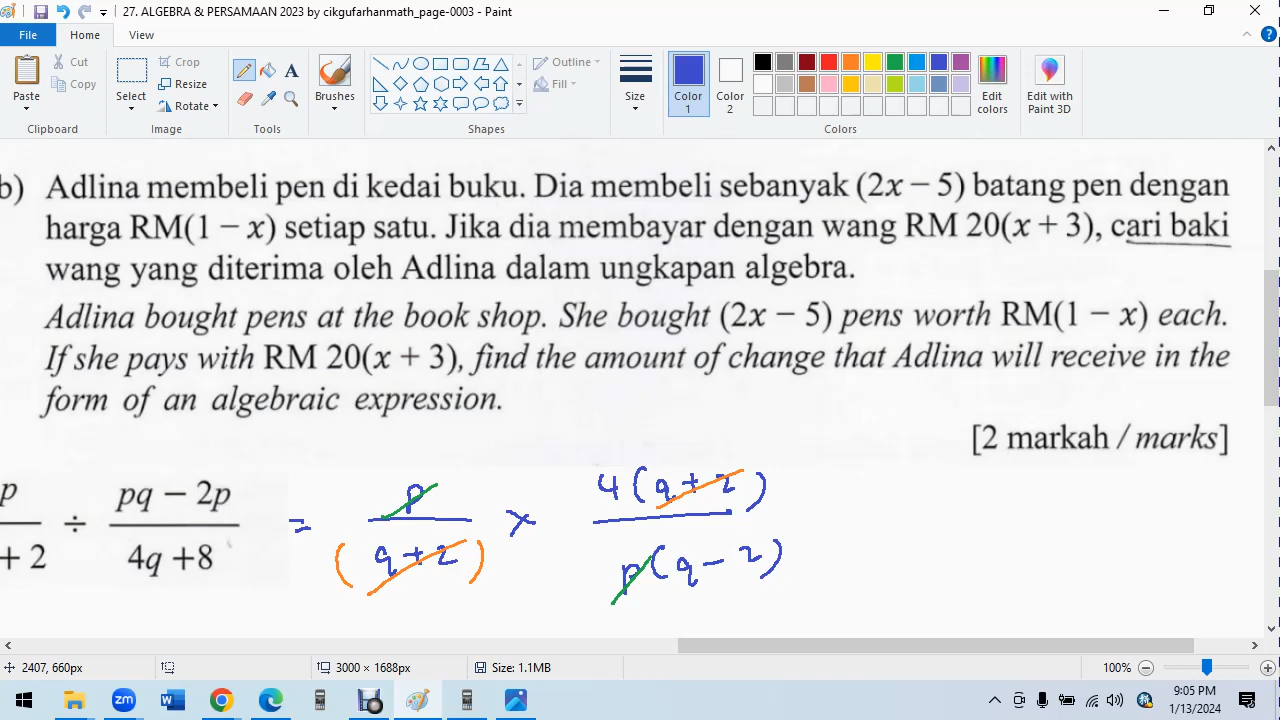 27. ALGEBRA & PERSAMAAN 2023 by cikgufarhanmath_page-0003 - Paint
File Home View
Paste Cut Copy
Clipboard
Select Crop Resize Rotate
Image
A
Tools
Brushes
Outline Fill
Shapes
Size
Color 1
Color 2
Edit colors
Colors
Edit with Paint 3D
b) Adlina membeli pen di kedai buku. Dia membeli sebanyak (2x − 5) batang pen dengan
harga RM(1 − x) setiap satu. Jika dia membayar dengan wang RM 20(x + 3), cari baki
wang yang diterima oleh Adlina dalam ungkapan algebra.
Adlina bought pens at the book shop. She bought (2x − 5) pens worth RM(1 − x) each.
If she pays with RM 20(x + 3), find the amount of change that Adlina will receive in the
form of an algebraic expression.
[2 markah / marks]
p pq − 2p p 4(q+2)
÷ = ×
+ 2 4q +8 (q+2) p(q-2)
2407, 660px 3000 × 1688px Size: 1.1MB 100%
zm W 9:05 PM
1/13/2024